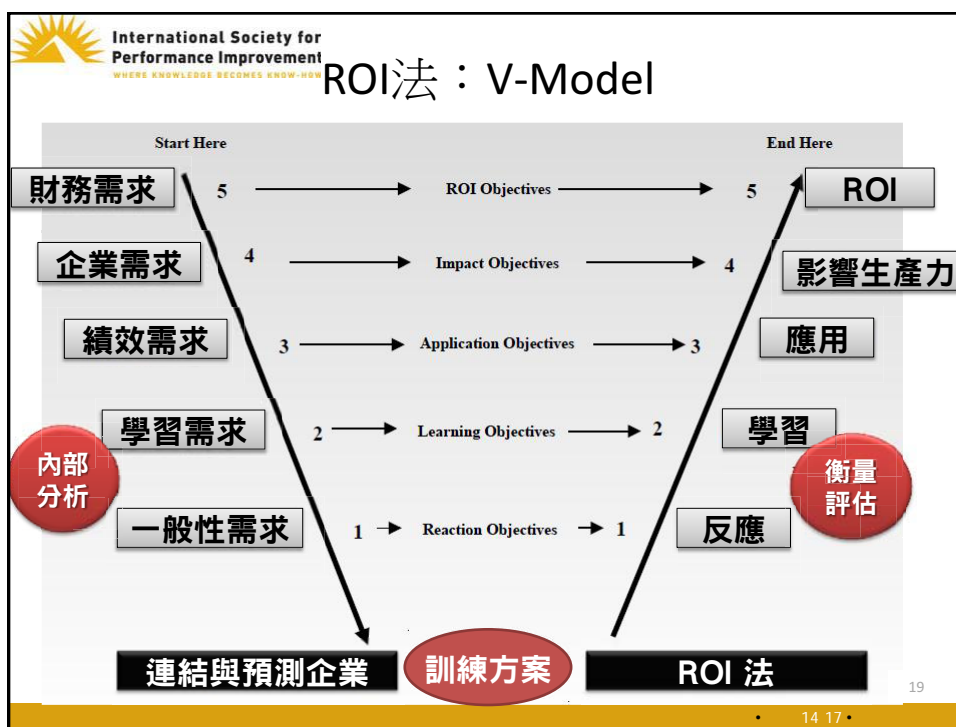 International Society for
Performance Improvement
WHERE KNOWLEDGE BECOMES KNOW-HOW
ROI法：V-Model
Start Here
End Here
財務需求
5
ROI Objectives
5
ROI
企業需求
4
Impact Objectives
4
影響生產力
績效需求
3
Application Objectives
3
應用
學習需求
2
Learning Objectives
2
學習
內部
分析
衡量
評估
一般性需求
1
Reaction Objectives
1
反應
連結與預測企業
訓練方案
ROI 法
19
• 14 17 •